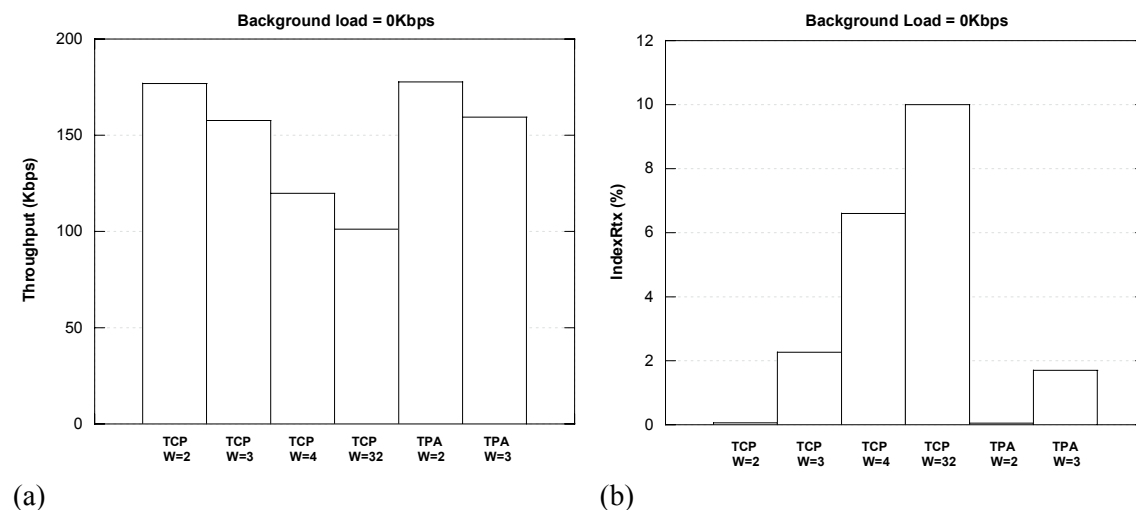 Background load = 0Kbps
Throughput (Kbps)
200
150
100
50
0
TCP W=2
TCP W=3
TCP W=4
TCP W=32
TPA W=2
TPA W=3
(a)
Background Load = 0Kbps
IndexRtx (%)
12
10
8
6
4
2
0
TCP W=2
TCP W=3
TCP W=4
TCP W=32
TPA W=2
TPA W=3
(b)